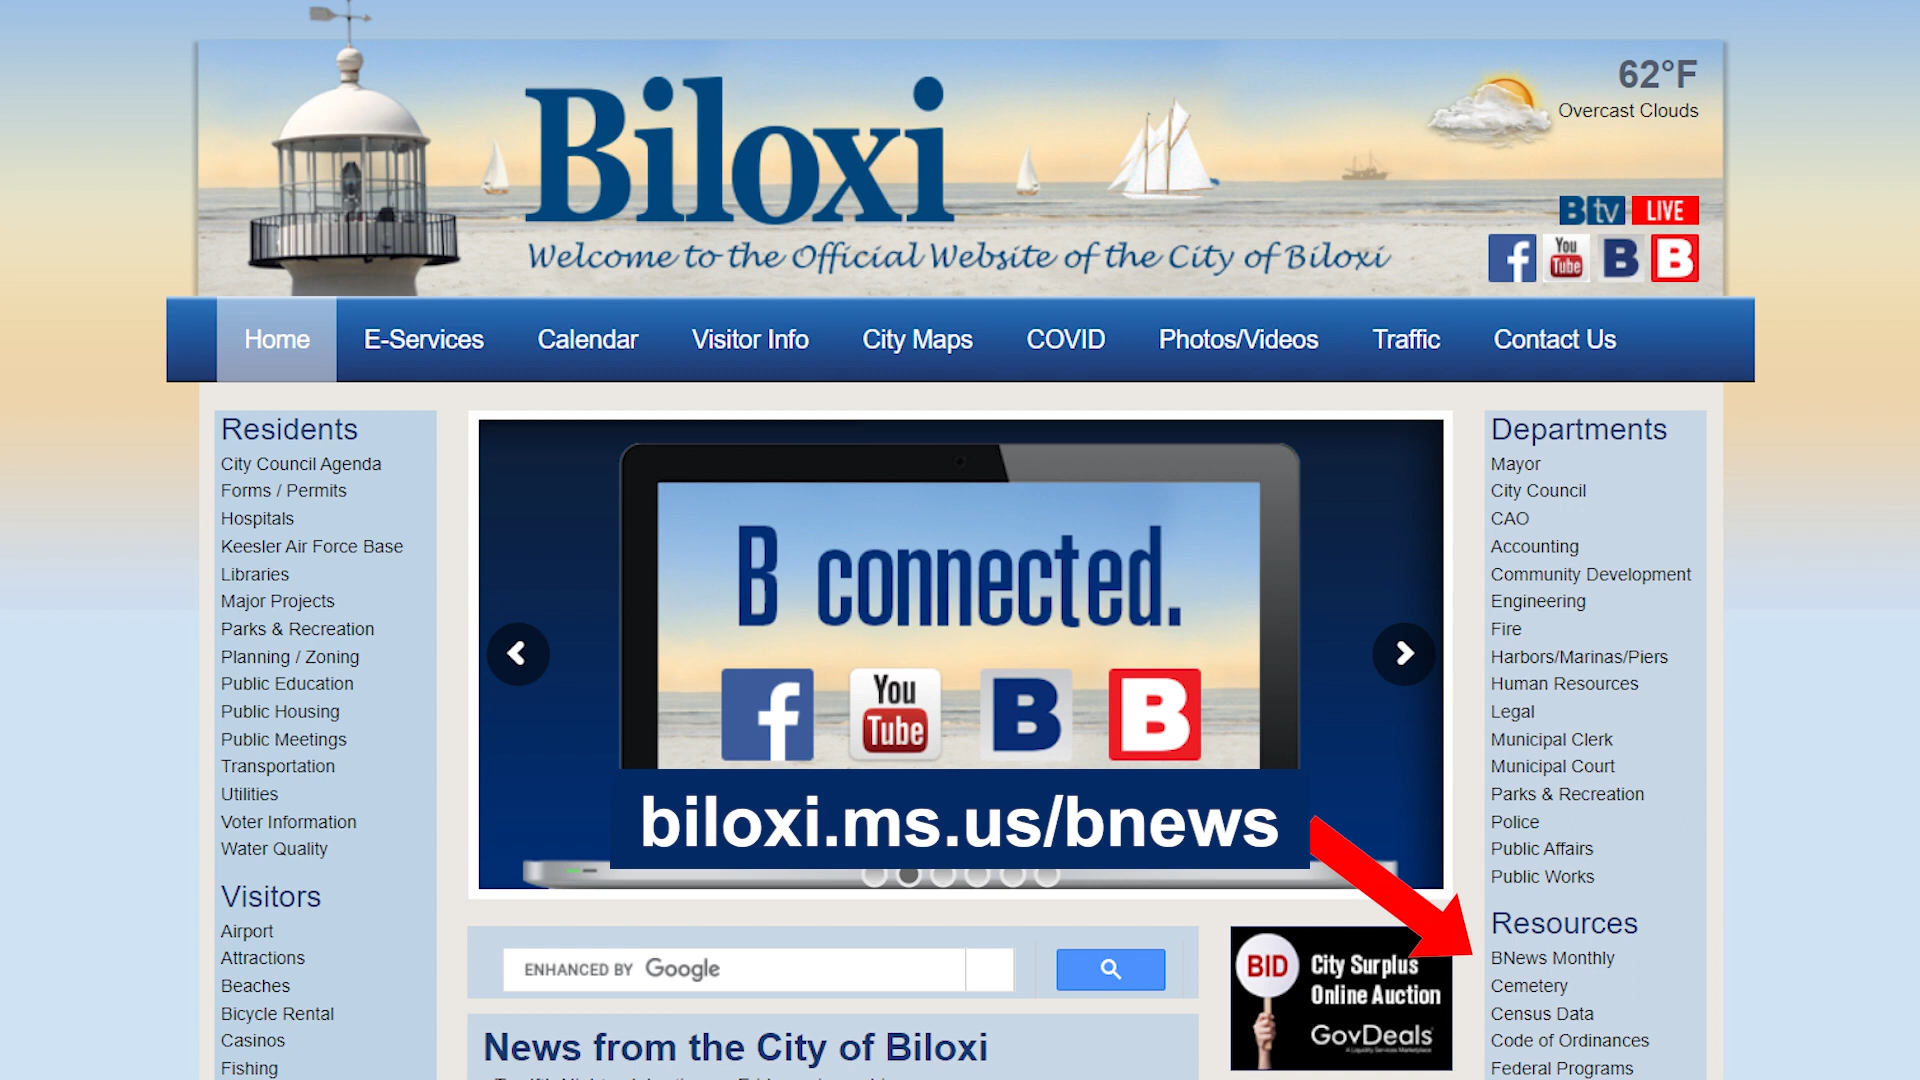 Biloxi
Welcome to the Official Website of the City of Biloxi
62°F
Overcast Clouds
Btv LIVE
f You Tube B B
Home E-Services Calendar Visitor Info City Maps COVID Photos/Videos Traffic Contact Us
Residents
City Council Agenda
Forms / Permits
Hospitals
Keesler Air Force Base
Libraries
Major Projects
Parks & Recreation
Planning / Zoning
Public Education
Public Housing
Public Meetings
Transportation
Utilities
Voter Information
Water Quality
Visitors
Airport
Attractions
Beaches
Bicycle Rental
Casinos
Fishing
B connected.
f You Tube B B
biloxi.ms.us/bnews
ENHANCED BY Google
News from the City of Biloxi
BID
City Surplus
Online Auction
GovDeals
A Liquidity Services Marketplace
Departments
Mayor
City Council
CAO
Accounting
Community Development
Engineering
Fire
Harbors/Marinas/Piers
Human Resources
Legal
Municipal Clerk
Municipal Court
Parks & Recreation
Police
Public Affairs
Public Works
Resources
BNews Monthly
Cemetery
Census Data
Code of Ordinances
Federal Programs